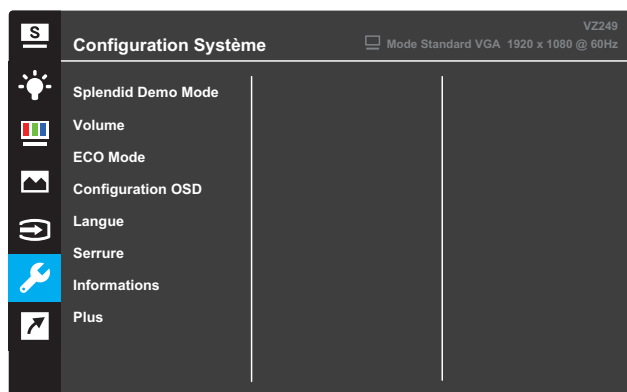 S
VZ249
Configuration Système
Mode Standard VGA 1920 x 1080 @ 60Hz
Splendid Demo Mode
Volume
ECO Mode
Configuration OSD
Langue
Serrure
Informations
Plus